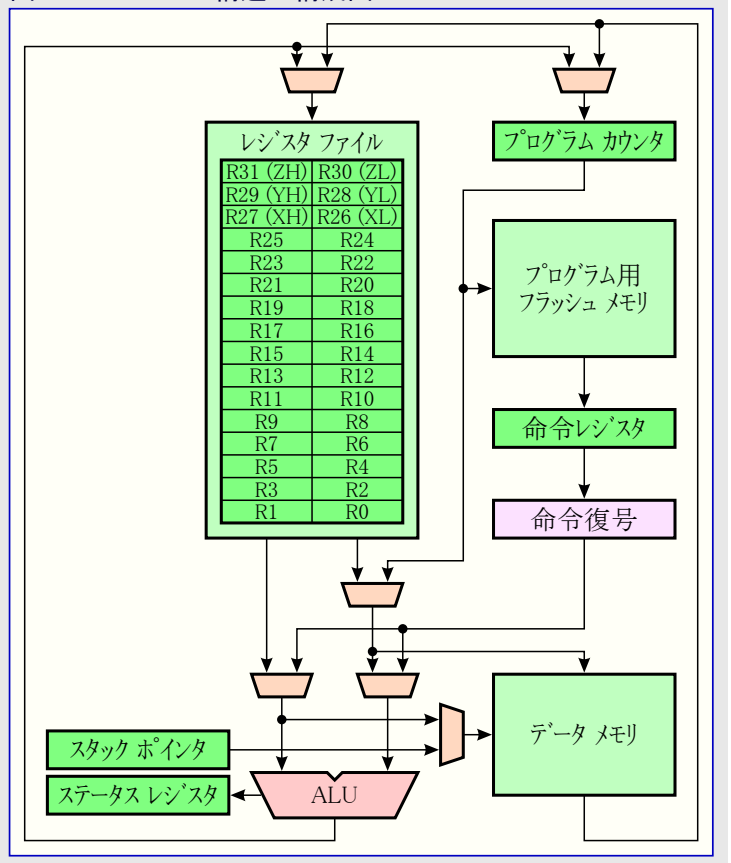 レジスタ ファイル
R31 (ZH) R30 (ZL)
R29 (YH) R28 (YL)
R27 (XH) R26 (XL)
R25 R24
R23 R22
R21 R20
R19 R18
R17 R16
R15 R14
R13 R12
R11 R10
R9 R8
R7 R6
R5 R4
R3 R2
R1 R0
プログラム カウンタ
プログラム用
フラッシュ メモリ
命令レジスタ
命令復号
データ メモリ
スタック ポインタ
ステータス レジスタ
ALU